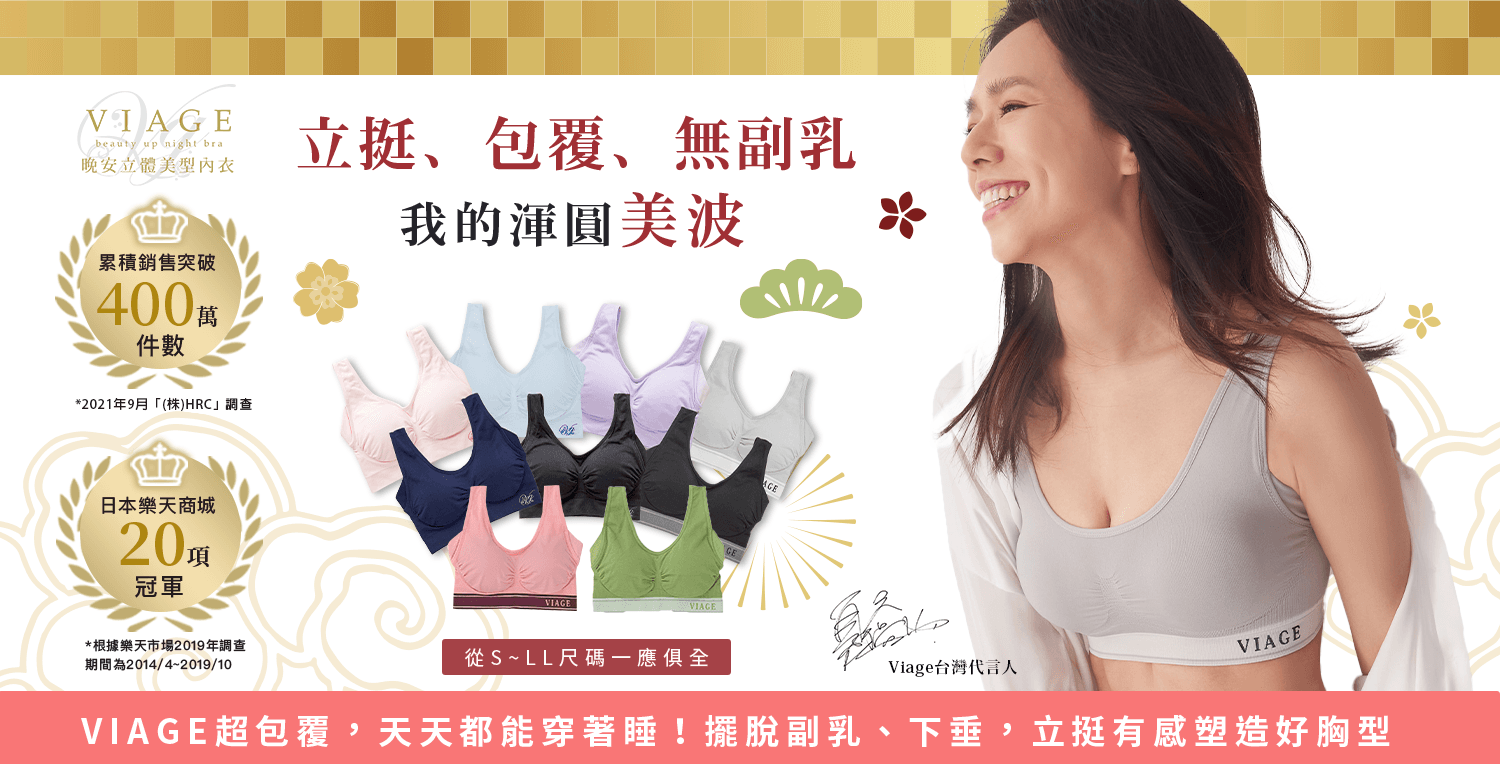 VIAGE
beauty up night bra
晚安立體美型內衣
立挺、包覆、無副乳
我的渾圓美波
累積銷售突破
400萬
件數
*2021年9月「(株)HRC」調查
日本樂天商城
20項
冠軍
*根據樂天市場2019年調查
期間為2014/4~2019/10
AGE
GE
VIAGE
VIAGE
從S~LL尺碼一應俱全
Viage台灣代言人
VIAGE
VIAGE超包覆，天天都能穿著睡！擺脫副乳、下垂，立挺有感塑造好胸型